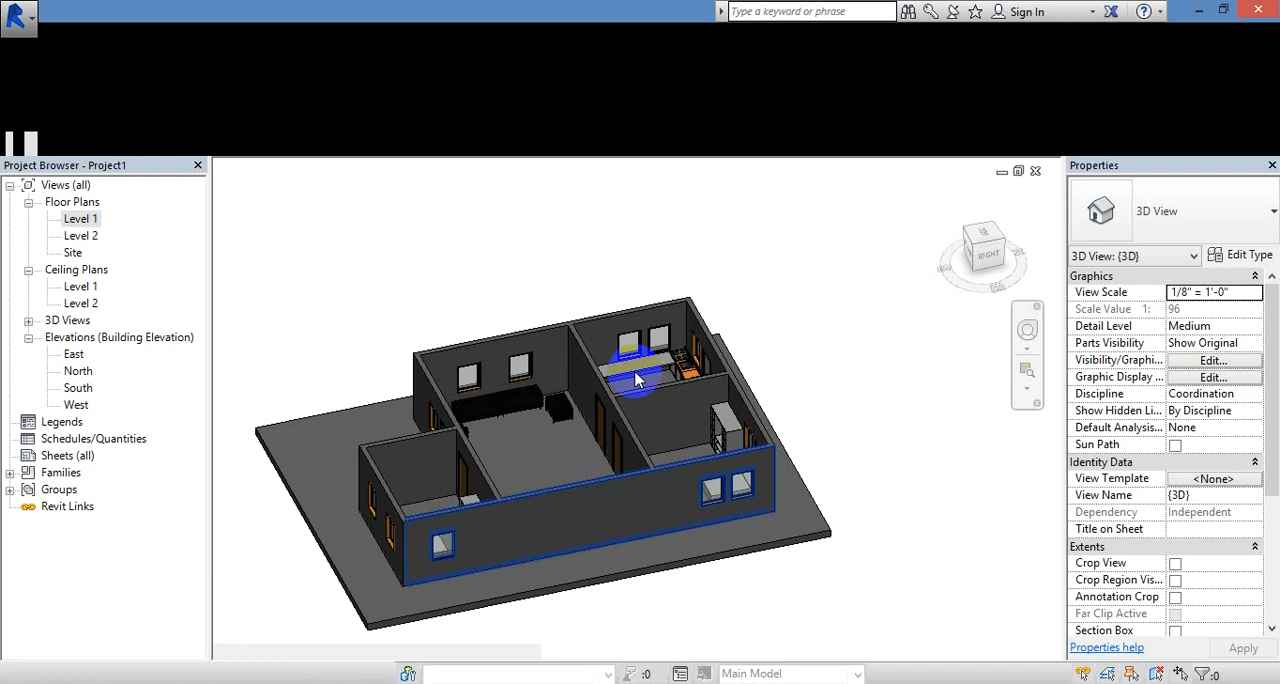 Type a keyword or phrase
Sign In
Project Browser - Project1
Views (all)
Floor Plans
Level 1
Level 2
Site
Ceiling Plans
Level 1
Level 2
3D Views
Elevations (Building Elevation)
East
North
South
West
Legends
Schedules/Quantities
Sheets (all)
Families
Groups
Revit Links
RIGHT
Properties
3D View
3D View: {3D}
Edit Type
Graphics
View Scale 1/8" = 1'-0"
Scale Value 1: 96
Detail Level Medium
Parts Visibility Show Original
Visibility/Graphi... Edit...
Graphic Display ... Edit...
Discipline Coordination
Show Hidden Li... By Discipline
Default Analysis... None
Sun Path
Identity Data
View Template <None>
View Name {3D}
Dependency Independent
Title on Sheet
Extents
Crop View
Crop Region Vis...
Annotation Crop
Far Clip Active
Section Box
Properties help
Apply
:0
Main Model
:0